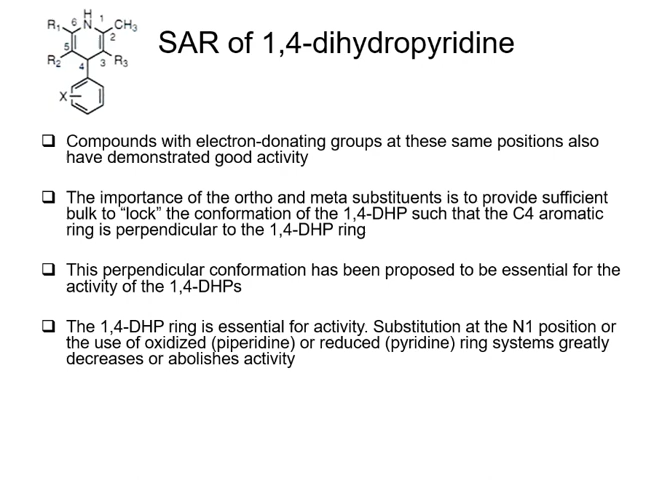 H
R₁ 6 N 1 CH₃
5 2
R₂ 4 3 R₃
X
SAR of 1,4-dihydropyridine
❑ Compounds with electron-donating groups at these same positions also
have demonstrated good activity
❑ The importance of the ortho and meta substituents is to provide sufficient
bulk to “lock” the conformation of the 1,4-DHP such that the C4 aromatic
ring is perpendicular to the 1,4-DHP ring
❑ This perpendicular conformation has been proposed to be essential for the
activity of the 1,4-DHPs
❑ The 1,4-DHP ring is essential for activity. Substitution at the N1 position or
the use of oxidized (piperidine) or reduced (pyridine) ring systems greatly
decreases or abolishes activity